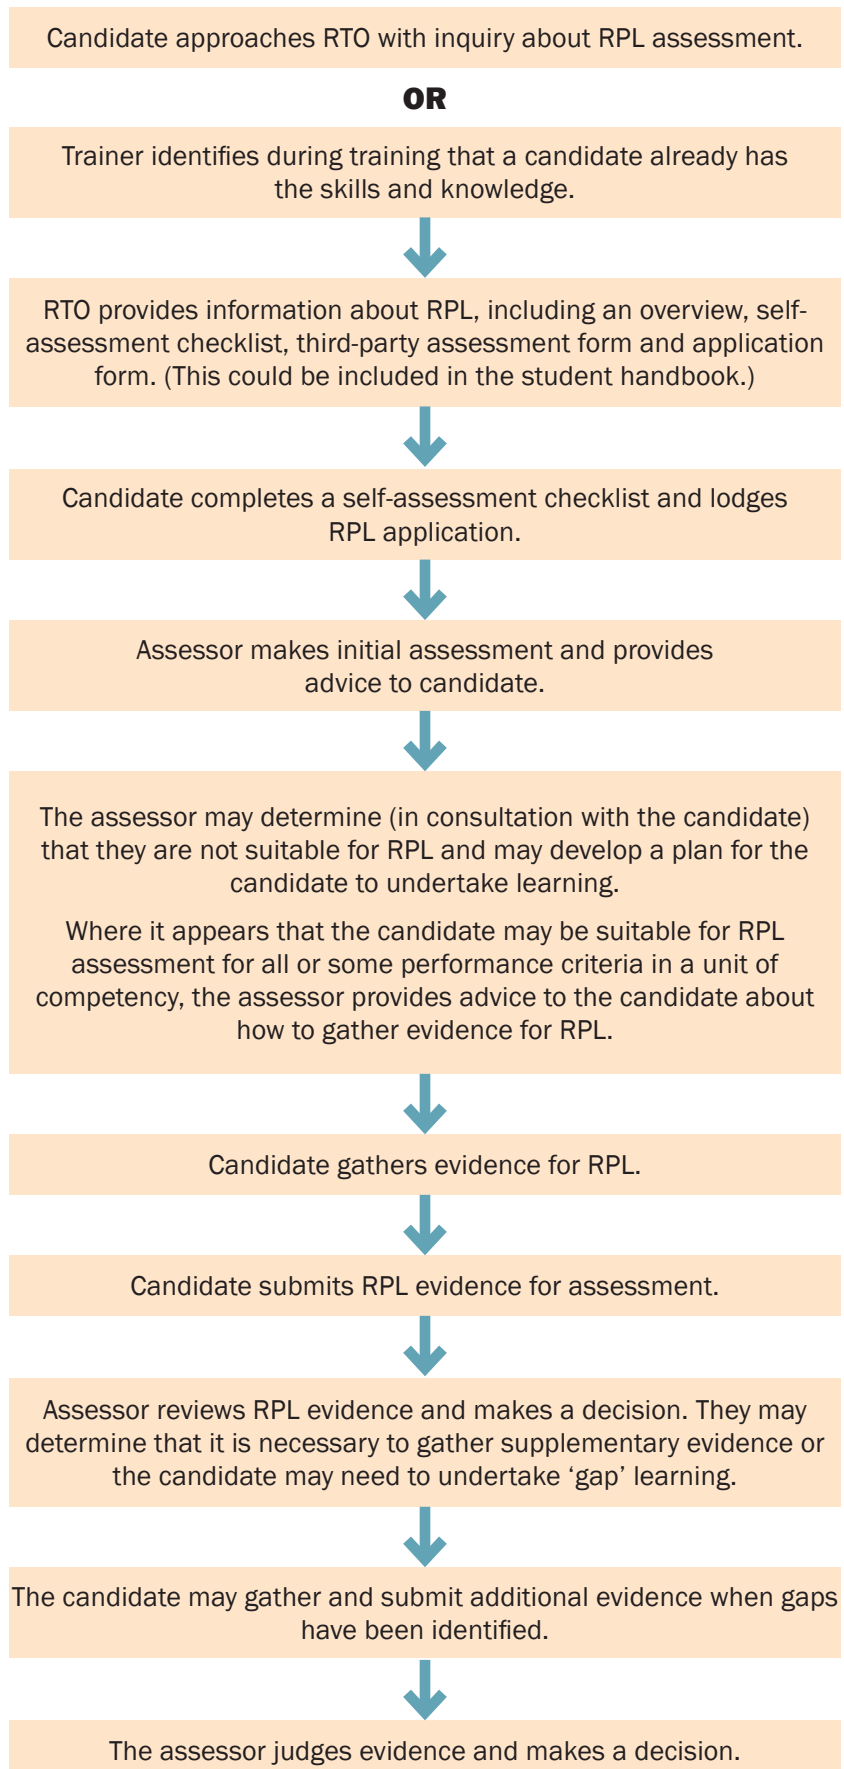 Candidate approaches RTO with inquiry about RPL assessment.
OR
Trainer identifies during training that a candidate already has
the skills and knowledge.
RTO provides information about RPL, including an overview, self-
assessment checklist, third-party assessment form and application
form. (This could be included in the student handbook.)
Candidate completes a self-assessment checklist and lodges
RPL application.
Assessor makes initial assessment and provides
advice to candidate.
The assessor may determine (in consultation with the candidate)
that they are not suitable for RPL and may develop a plan for the
candidate to undertake learning.
Where it appears that the candidate may be suitable for RPL
assessment for all or some performance criteria in a unit of
competency, the assessor provides advice to the candidate about
how to gather evidence for RPL.
Candidate gathers evidence for RPL.
Candidate submits RPL evidence for assessment.
Assessor reviews RPL evidence and makes a decision. They may
determine that it is necessary to gather supplementary evidence or
the candidate may need to undertake ‘gap’ learning.
The candidate may gather and submit additional evidence when gaps
have been identified.
The assessor judges evidence and makes a decision.